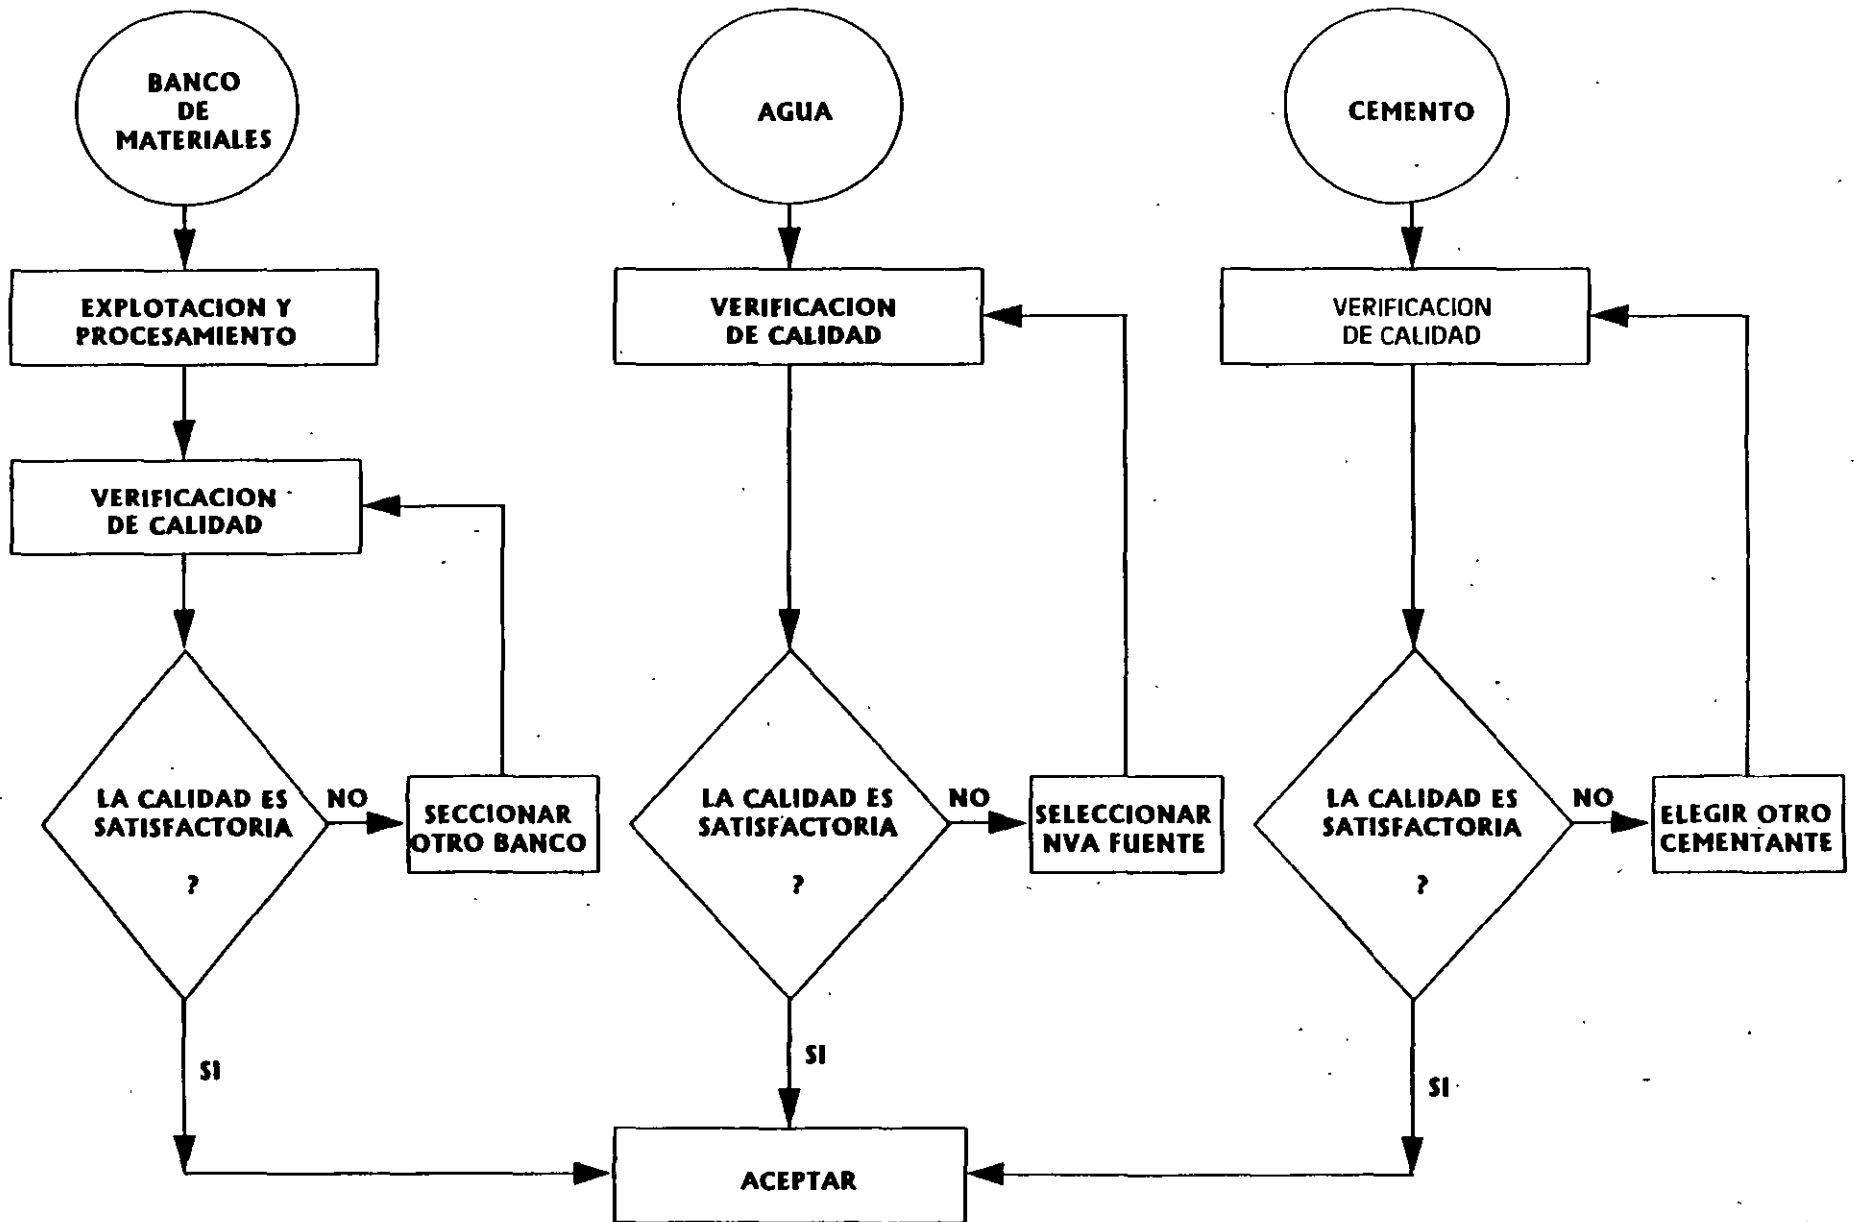 BANCO
DE
MATERIALES
AGUA
CEMENTO
EXPLOTACION Y
PROCESAMIENTO
VERIFICACION
DE CALIDAD
VERIFICACION
DE CALIDAD
VERIFICACION
DE CALIDAD
LA CALIDAD ES
SATISFACTORIA
?
NO
SECCIONAR
OTRO BANCO
LA CALIDAD ES
SATISFACTORIA
?
NO
SELECCIONAR
NVA FUENTE
LA CALIDAD ES
SATISFACTORIA
?
NO
ELEGIR OTRO
CEMENTANTE
SI
SI
SI
ACEPTAR